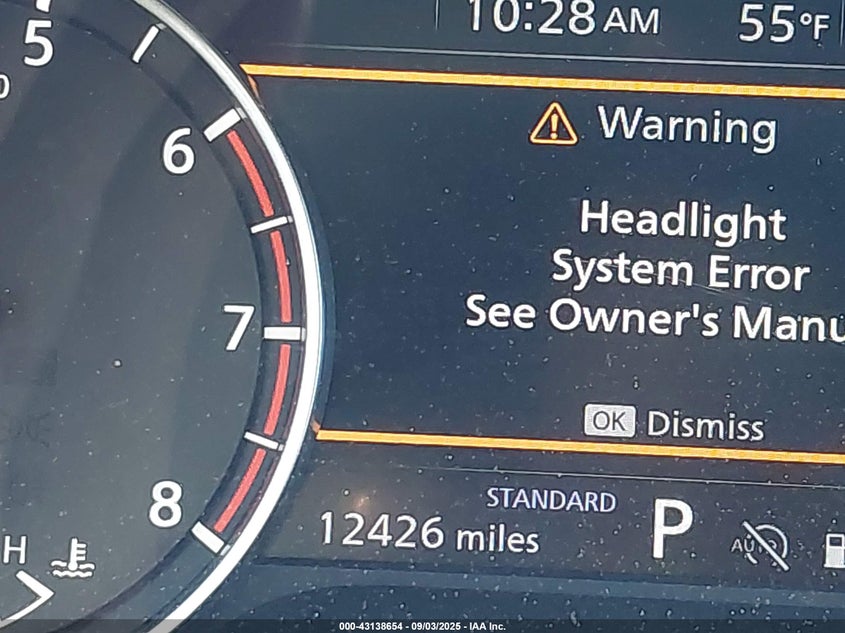 10:28 AM 55°F
5
6
7
8
H
Warning
Headlight
System Error
See Owner's Manu
OK Dismiss
STANDARD
12426 miles
P
AUTO
000-43138654 - 09/03/2025 - IAA Inc.